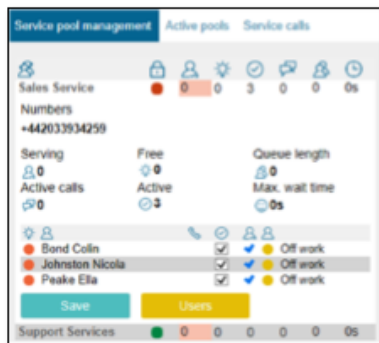 Service pool management Active pools Service calls
Sales Service 0 0 3 0 0 0s
Numbers
+442033934259
Serving Free Queue length
0 0 0
Active calls Active Max. wait time
0 3 0s
Bond Colin Off work
Johnston Nicola Off work
Peake Ella Off work
Save Users
Support Services 0 0 0 0 0 0s